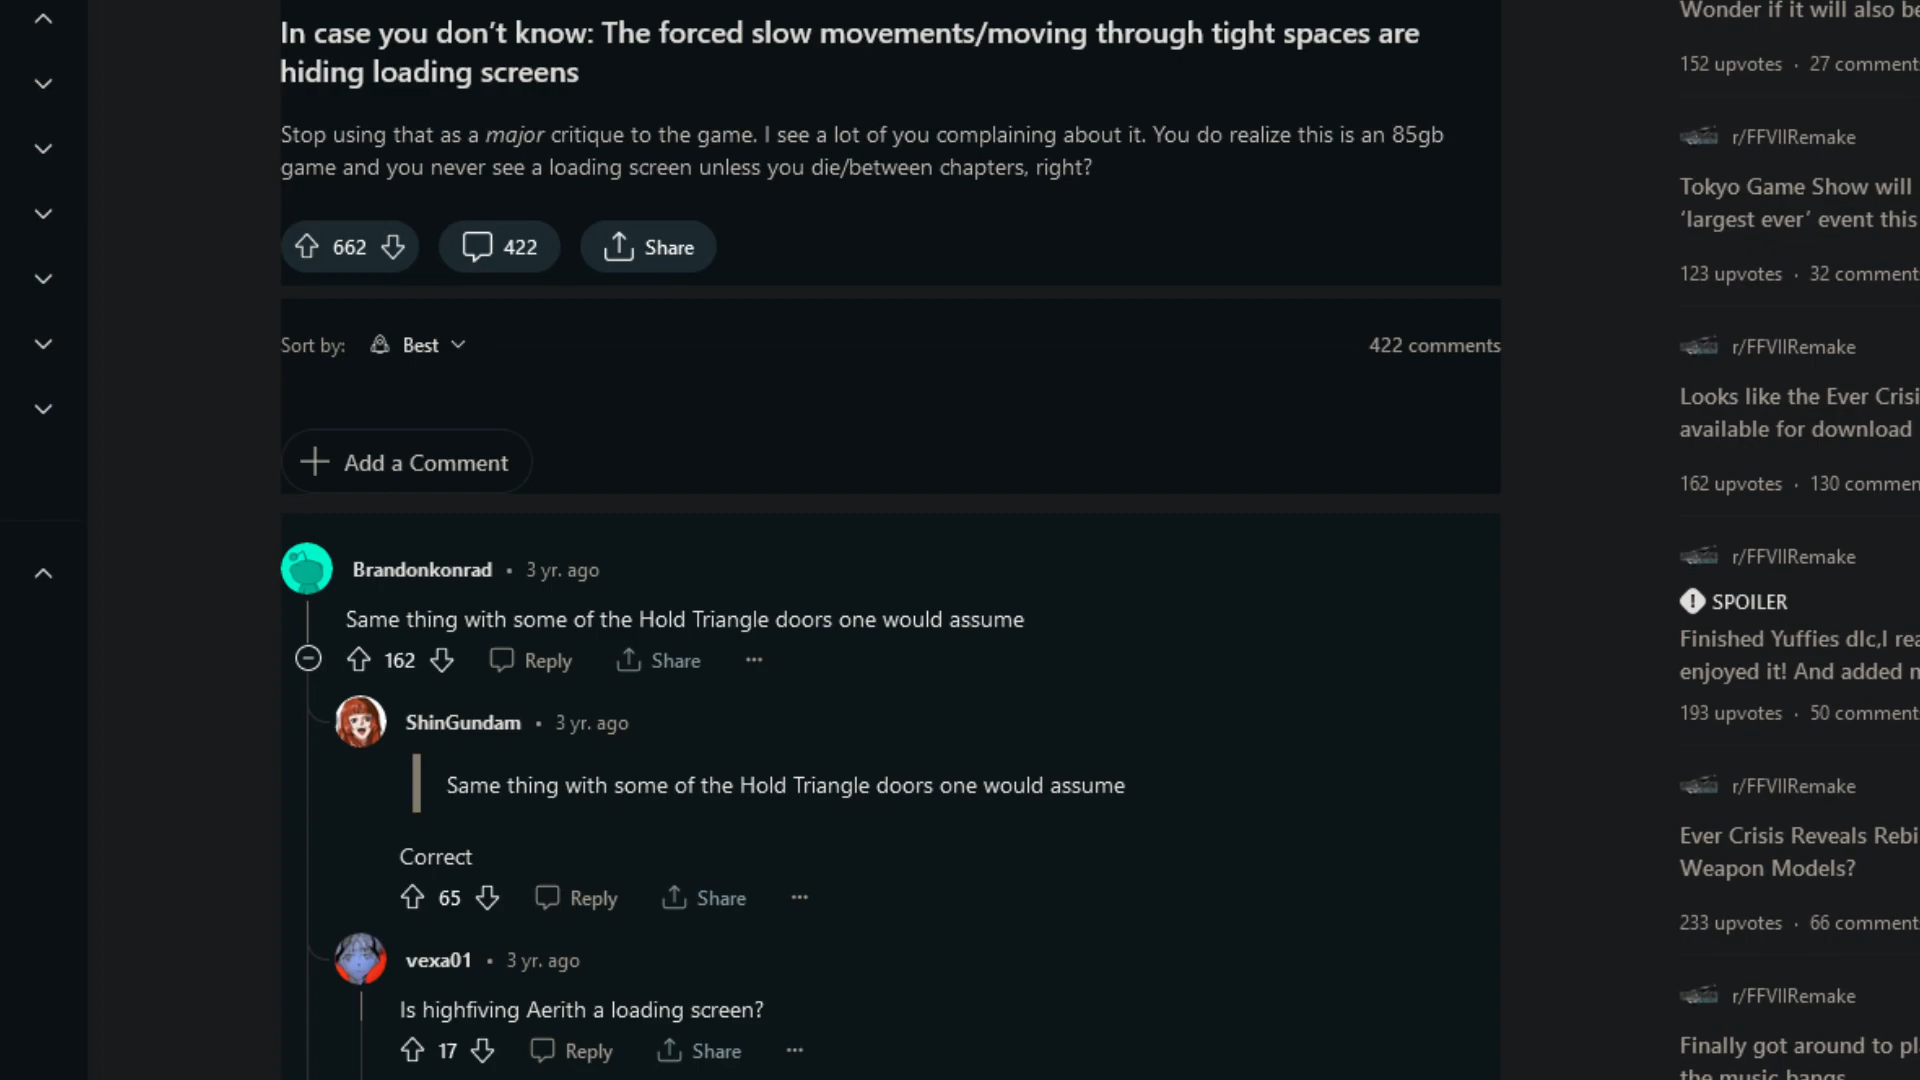 In case you don’t know: The forced slow movements/moving through tight spaces are
hiding loading screens
Stop using that as a major critique to the game. I see a lot of you complaining about it. You do realize this is an 85gb
game and you never see a loading screen unless you die/between chapters, right?
662
422
Share
Sort by:
Best
422 comments
Add a Comment
Brandonkonrad • 3 yr. ago
Same thing with some of the Hold Triangle doors one would assume
162
Reply
Share
ShinGundam • 3 yr. ago
Same thing with some of the Hold Triangle doors one would assume
Correct
65
Reply
Share
vexa01 • 3 yr. ago
Is highfiving Aerith a loading screen?
17
Reply
Share
Wonder if it will also be
152 upvotes · 27 comments
r/FFVIIRemake
Tokyo Game Show will
‘largest ever’ event this
123 upvotes · 32 comments
r/FFVIIRemake
Looks like the Ever Crisi
available for download
162 upvotes · 130 commen
r/FFVIIRemake
SPOILER
Finished Yuffies dlc,I rea
enjoyed it! And added m
193 upvotes · 50 comments
r/FFVIIRemake
Ever Crisis Reveals Rebi
Weapon Models?
233 upvotes · 66 comments
r/FFVIIRemake
Finally got around to pl
the music bangs